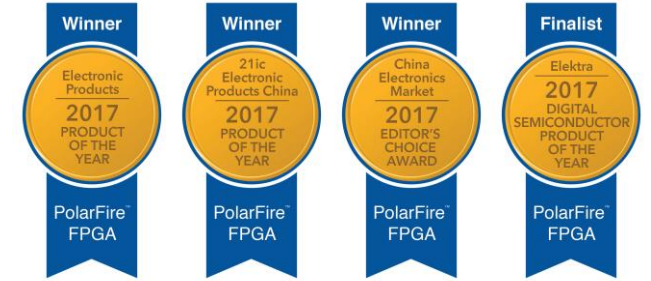 Winner
Electronic
Products
2017
PRODUCT
OF THE
YEAR
PolarFire™
FPGA
Winner
21ic
Electronic
Products China
2017
PRODUCT
OF THE
YEAR
PolarFire™
FPGA
Winner
China
Electronics
Market
2017
EDITOR'S
CHOICE
AWARD
PolarFire™
FPGA
Finalist
Elektra
2017
DIGITAL
SEMICONDUCTOR
PRODUCT
OF THE
YEAR
PolarFire™
FPGA